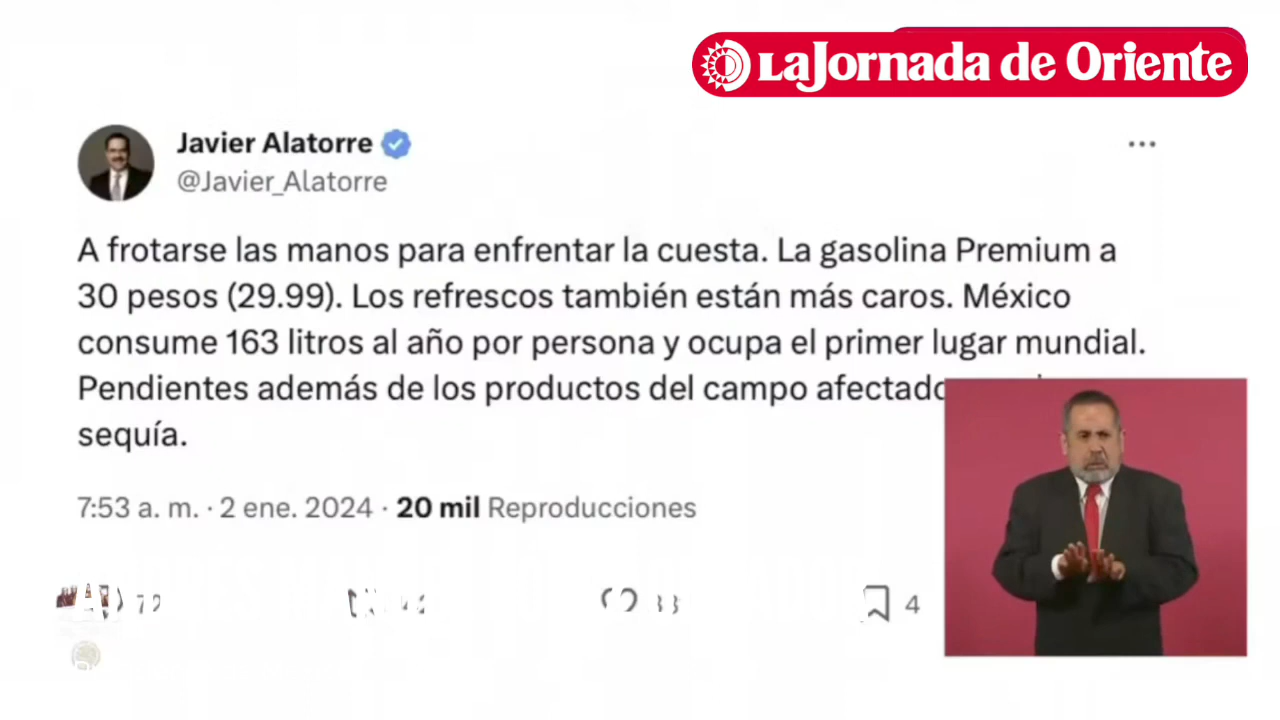 La Jornada de Oriente
Javier Alatorre
@Javier_Alatorre
A frotarse las manos para enfrentar la cuesta. La gasolina Premium a
30 pesos (29.99). Los refrescos también están más caros. México
consume 163 litros al año por persona y ocupa el primer lugar mundial.
Pendientes además de los productos del campo
sequía.
7:53 a. m. · 2 ene. 2024 · 20 mil Reproducciones
4